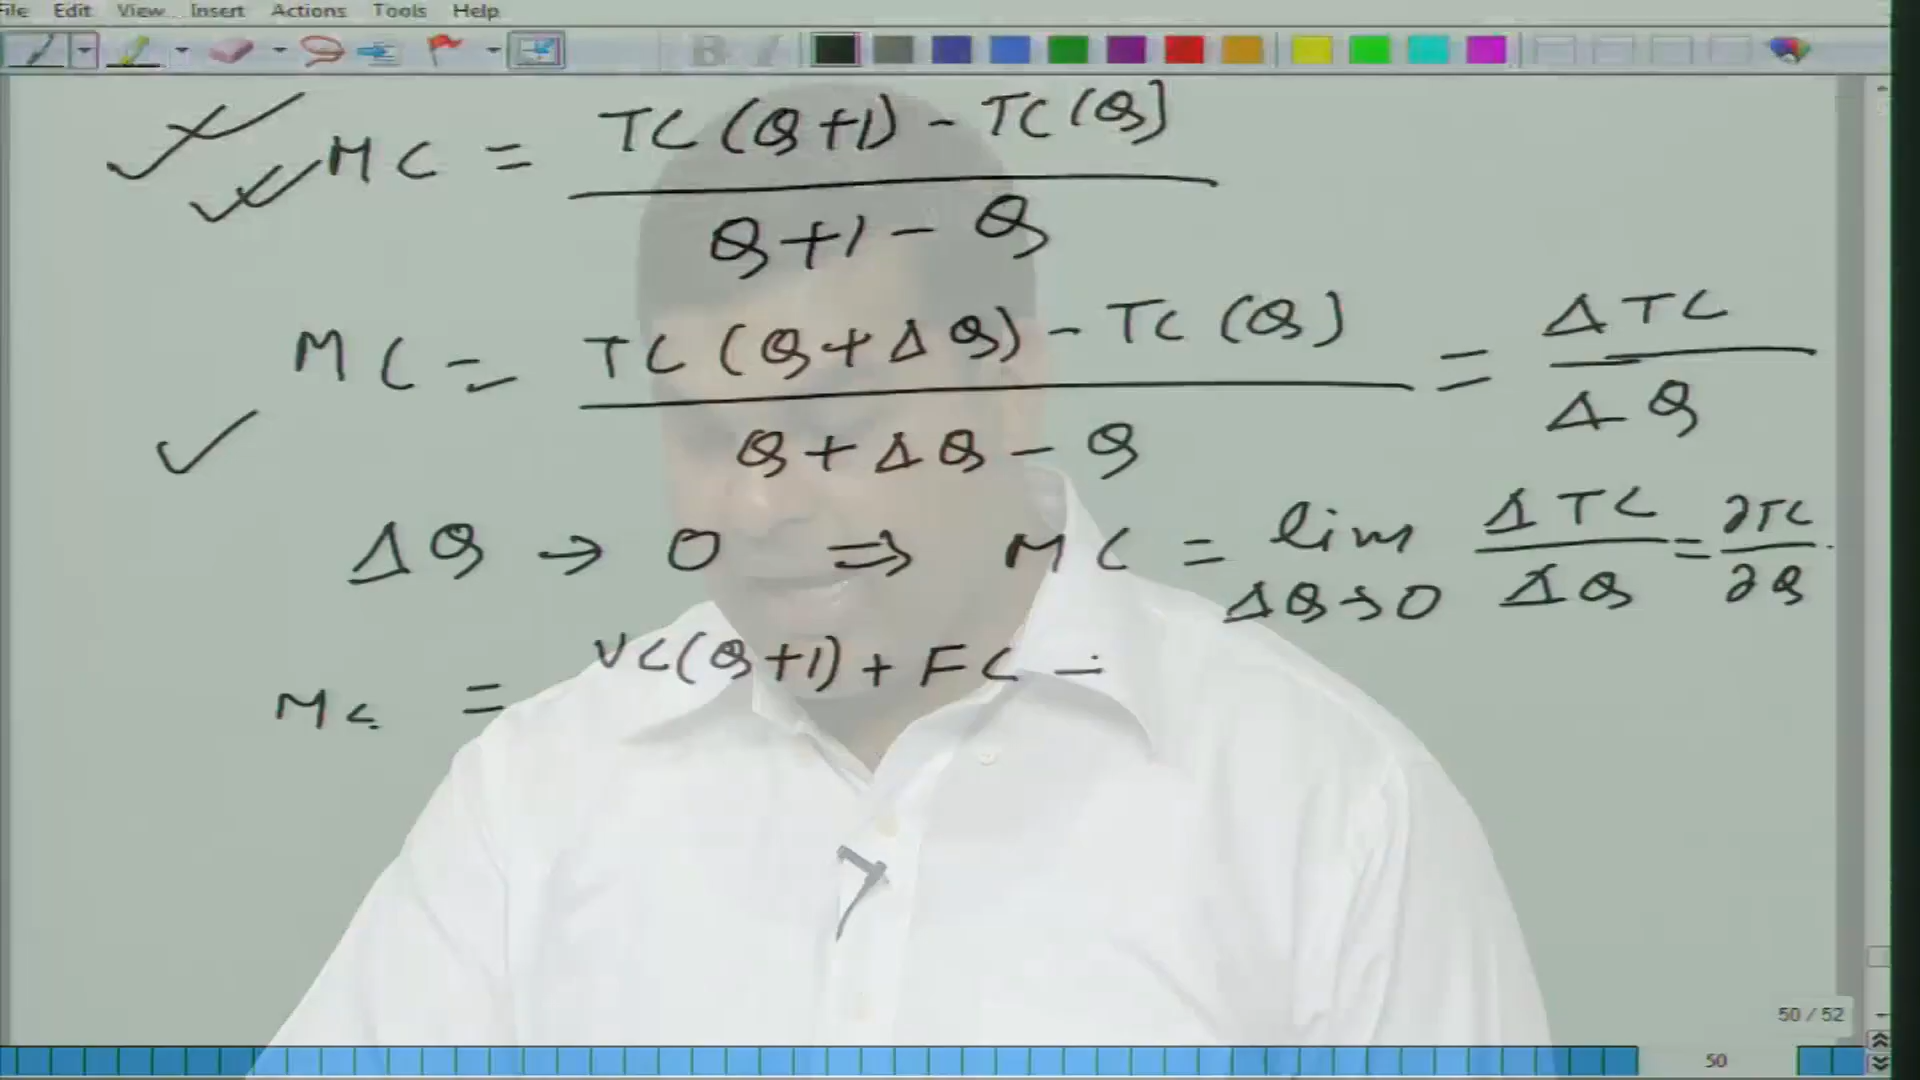 File Edit View Insert Actions Tools Help
MC = TC(Q+1) - TC(Q)
Q+1 - Q
MC = TC(Q+ΔQ) - TC(Q) = ΔTC
Q+ΔQ - Q ΔQ
ΔQ → 0 ⇒ MC = lim ΔTC = ∂TC
ΔQ→0 ΔQ ∂Q
MC = VC(Q+1) + FC -
50 / 52
50